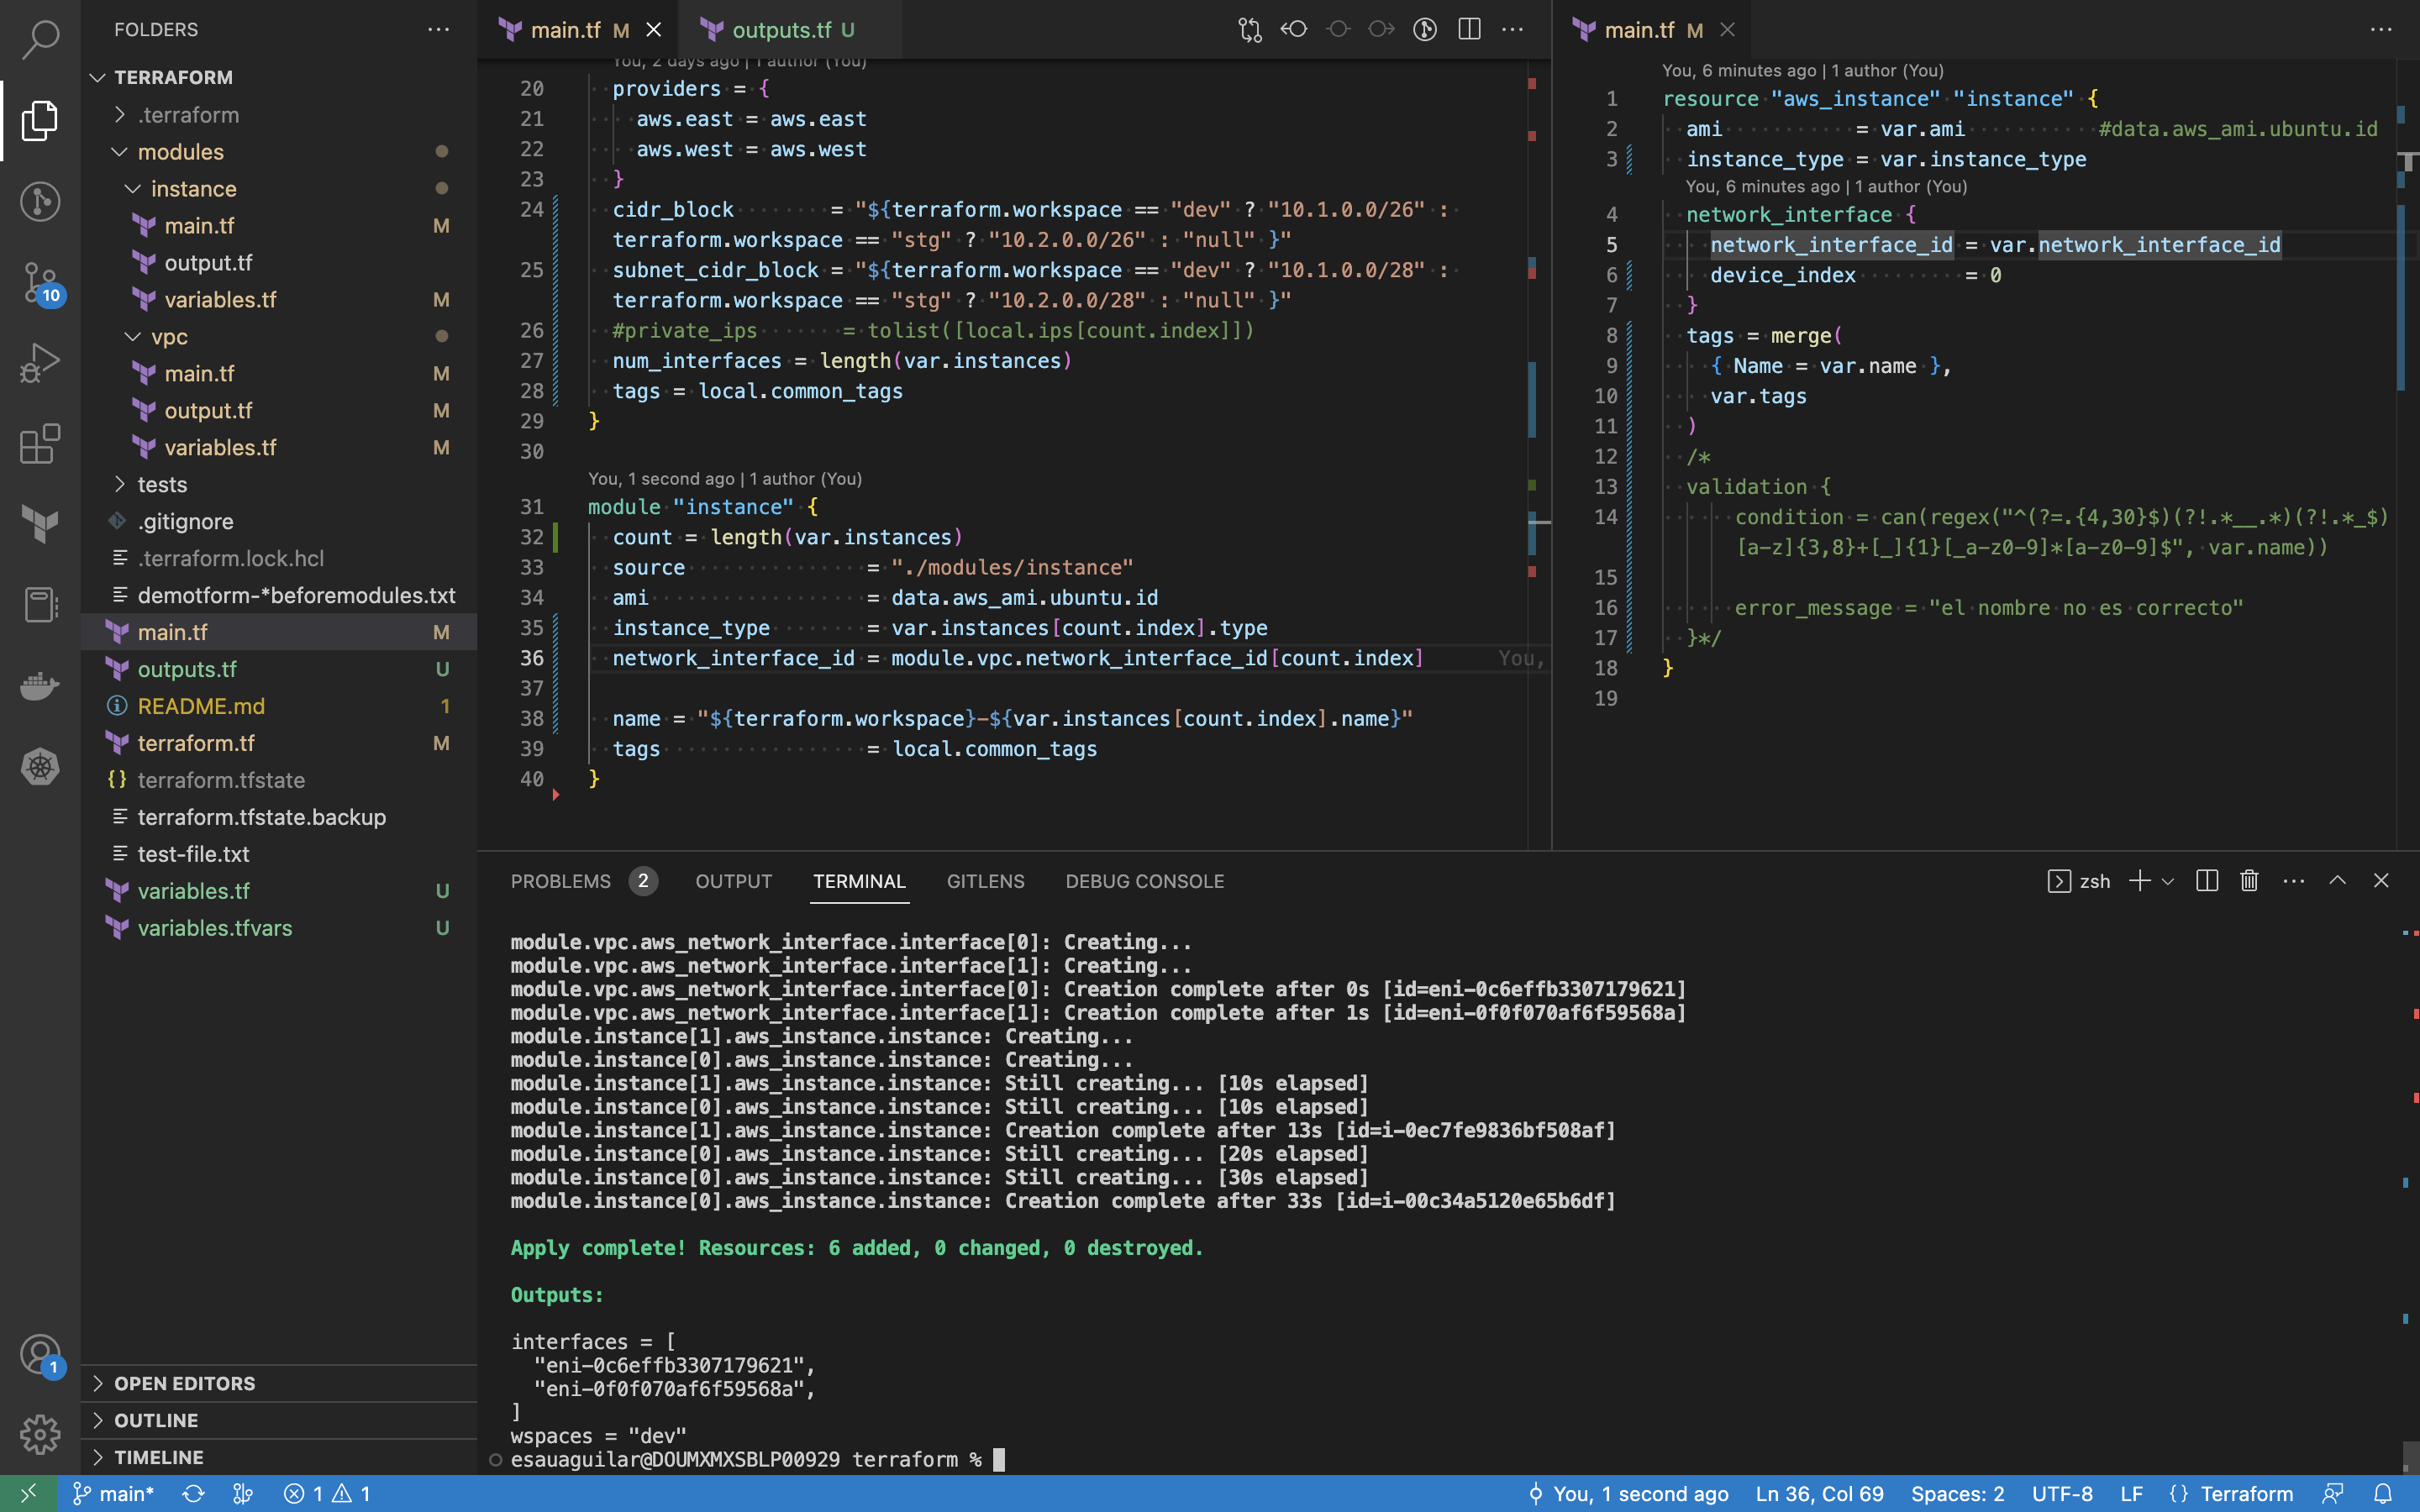 FOLDERS
TERRAFORM
.terraform
modules
instance
main.tf M
output.tf
variables.tf M
vpc
main.tf M
output.tf M
variables.tf M
tests
.gitignore
.terraform.lock.hcl
demotform-*beforemodules.txt
main.tf M
outputs.tf U
README.md 1
terraform.tf M
terraform.tfstate
terraform.tfstate.backup
test-file.txt
variables.tf U
variables.tfvars U
OPEN EDITORS
OUTLINE
TIMELINE
10
1
main.tf M
outputs.tf U
You, 2 days ago | 1 author (You)
20 providers = {
21 aws.east = aws.east
22 aws.west = aws.west
23 }
24 cidr_block = "${terraform.workspace == "dev" ? "10.1.0.0/26" :
terraform.workspace == "stg" ? "10.2.0.0/26" : "null" }"
25 subnet_cidr_block = "${terraform.workspace == "dev" ? "10.1.0.0/28" :
terraform.workspace == "stg" ? "10.2.0.0/28" : "null" }"
26 #private_ips = tolist([local.ips[count.index]])
27 num_interfaces = length(var.instances)
28 tags = local.common_tags
29 }
30
You, 1 second ago | 1 author (You)
31 module "instance" {
32 count = length(var.instances)
33 source = "./modules/instance"
34 ami = data.aws_ami.ubuntu.id
35 instance_type = var.instances[count.index].type
36 network_interface_id = module.vpc.network_interface_id[count.index] You,
37
38 name = "${terraform.workspace}-${var.instances[count.index].name}"
39 tags = local.common_tags
40 }
main.tf M
You, 6 minutes ago | 1 author (You)
1 resource "aws_instance" "instance" {
2 ami = var.ami #data.aws_ami.ubuntu.id
3 instance_type = var.instance_type
You, 6 minutes ago | 1 author (You)
4 network_interface {
5 network_interface_id = var.network_interface_id
6 device_index = 0
7 }
8 tags = merge(
9 { Name = var.name },
10 var.tags
11 )
12 /*
13 validation {
14 condition = can(regex("^(?=.{4,30}$)(?!.*__.*)(?!.*_$)
[a-z]{3,8}+[_]{1}[_a-z0-9]*[a-z0-9]$", var.name))
15
16 error_message = "el nombre no es correcto"
17 }*/
18 }
19
PROBLEMS 2 OUTPUT TERMINAL GITLENS DEBUG CONSOLE
zsh
module.vpc.aws_network_interface.interface[0]: Creating...
module.vpc.aws_network_interface.interface[1]: Creating...
module.vpc.aws_network_interface.interface[0]: Creation complete after 0s [id=eni-0c6effb3307179621]
module.vpc.aws_network_interface.interface[1]: Creation complete after 1s [id=eni-0f0f070af6f59568a]
module.instance[1].aws_instance.instance: Creating...
module.instance[0].aws_instance.instance: Creating...
module.instance[1].aws_instance.instance: Still creating... [10s elapsed]
module.instance[0].aws_instance.instance: Still creating... [10s elapsed]
module.instance[1].aws_instance.instance: Creation complete after 13s [id=i-0ec7fe9836bf508af]
module.instance[0].aws_instance.instance: Still creating... [20s elapsed]
module.instance[0].aws_instance.instance: Still creating... [30s elapsed]
module.instance[0].aws_instance.instance: Creation complete after 33s [id=i-00c34a5120e65b6df]
Apply complete! Resources: 6 added, 0 changed, 0 destroyed.
Outputs:
interfaces = [
"eni-0c6effb3307179621",
"eni-0f0f070af6f59568a",
]
wspaces = "dev"
esauaguilar@DOUMXMXSBLP00929 terraform %
main* 1 1
You, 1 second ago Ln 36, Col 69 Spaces: 2 UTF-8 LF {} Terraform